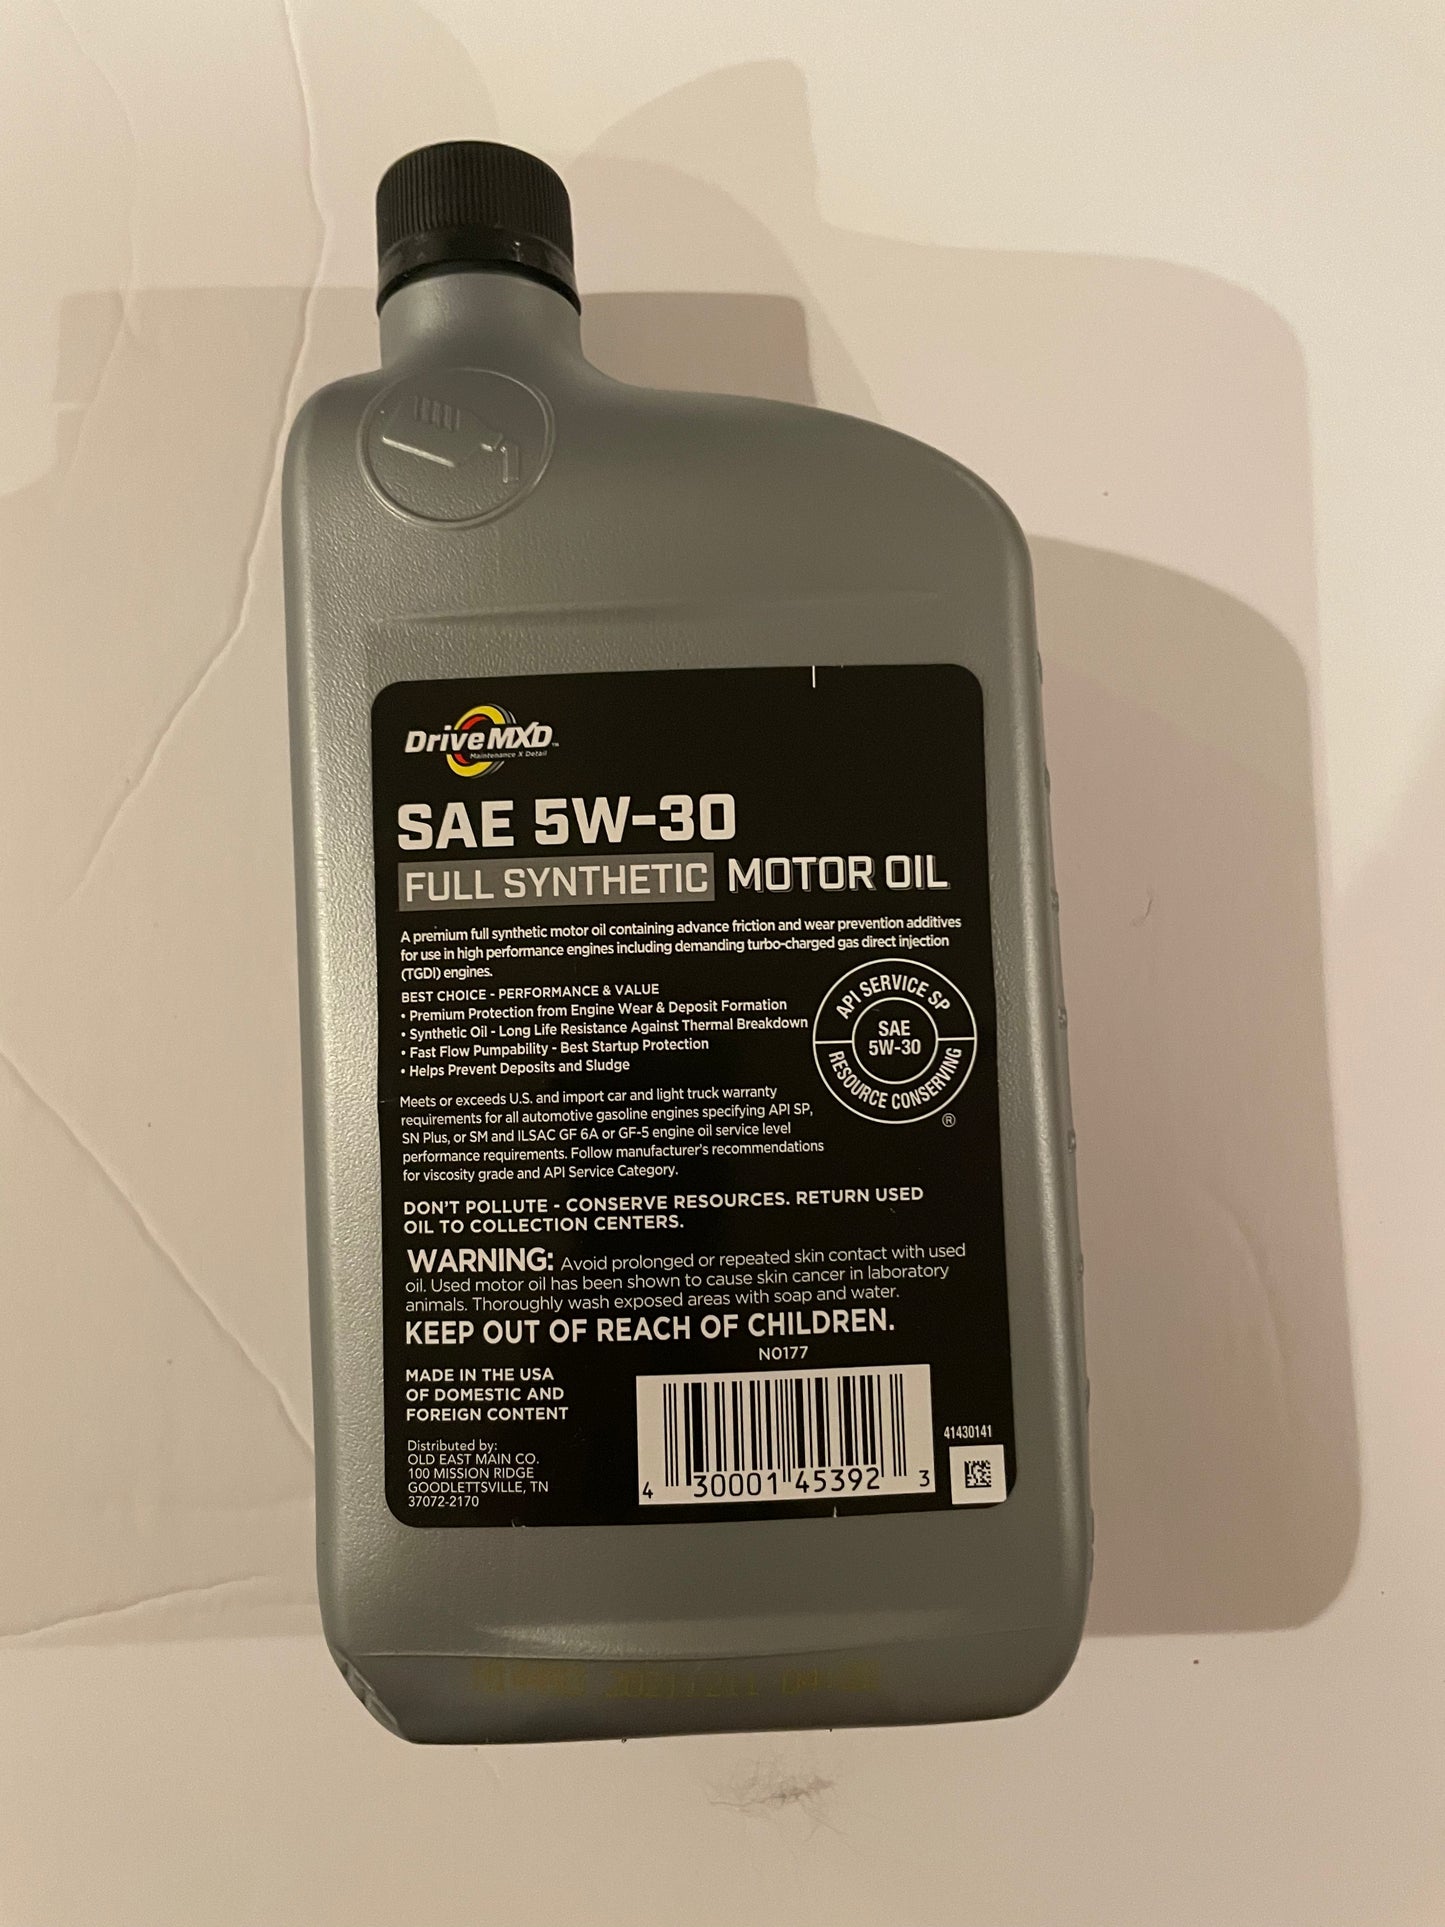 DriveMXD™
Maintenance X Detail
SAE 5W-30
FULL SYNTHETIC MOTOR OIL
A premium full synthetic motor oil containing advance friction and wear prevention additives
for use in high performance engines including demanding turbo-charged gas direct injection
(TGDI) engines.
BEST CHOICE - PERFORMANCE & VALUE
• Premium Protection from Engine Wear & Deposit Formation
• Synthetic Oil - Long Life Resistance Against Thermal Breakdown
• Fast Flow Pumpability - Best Startup Protection
• Helps Prevent Deposits and Sludge
API SERVICE SP
SAE
5W-30
RESOURCE CONSERVING
®
Meets or exceeds U.S. and import car and light truck warranty
requirements for all automotive gasoline engines specifying API SP,
SN Plus, or SM and ILSAC GF 6A or GF-5 engine oil service level
performance requirements. Follow manufacturer's recommendations
for viscosity grade and API Service Category.
DON'T POLLUTE - CONSERVE RESOURCES. RETURN USED
OIL TO COLLECTION CENTERS.
WARNING: Avoid prolonged or repeated skin contact with used
oil. Used motor oil has been shown to cause skin cancer in laboratory
animals. Thoroughly wash exposed areas with soap and water.
KEEP OUT OF REACH OF CHILDREN.
N0177
MADE IN THE USA
OF DOMESTIC AND
FOREIGN CONTENT
Distributed by:
OLD EAST MAIN CO.
100 MISSION RIDGE
GOODLETTSVILLE, TN
37072-2170
4 30001 45392 3
41430141